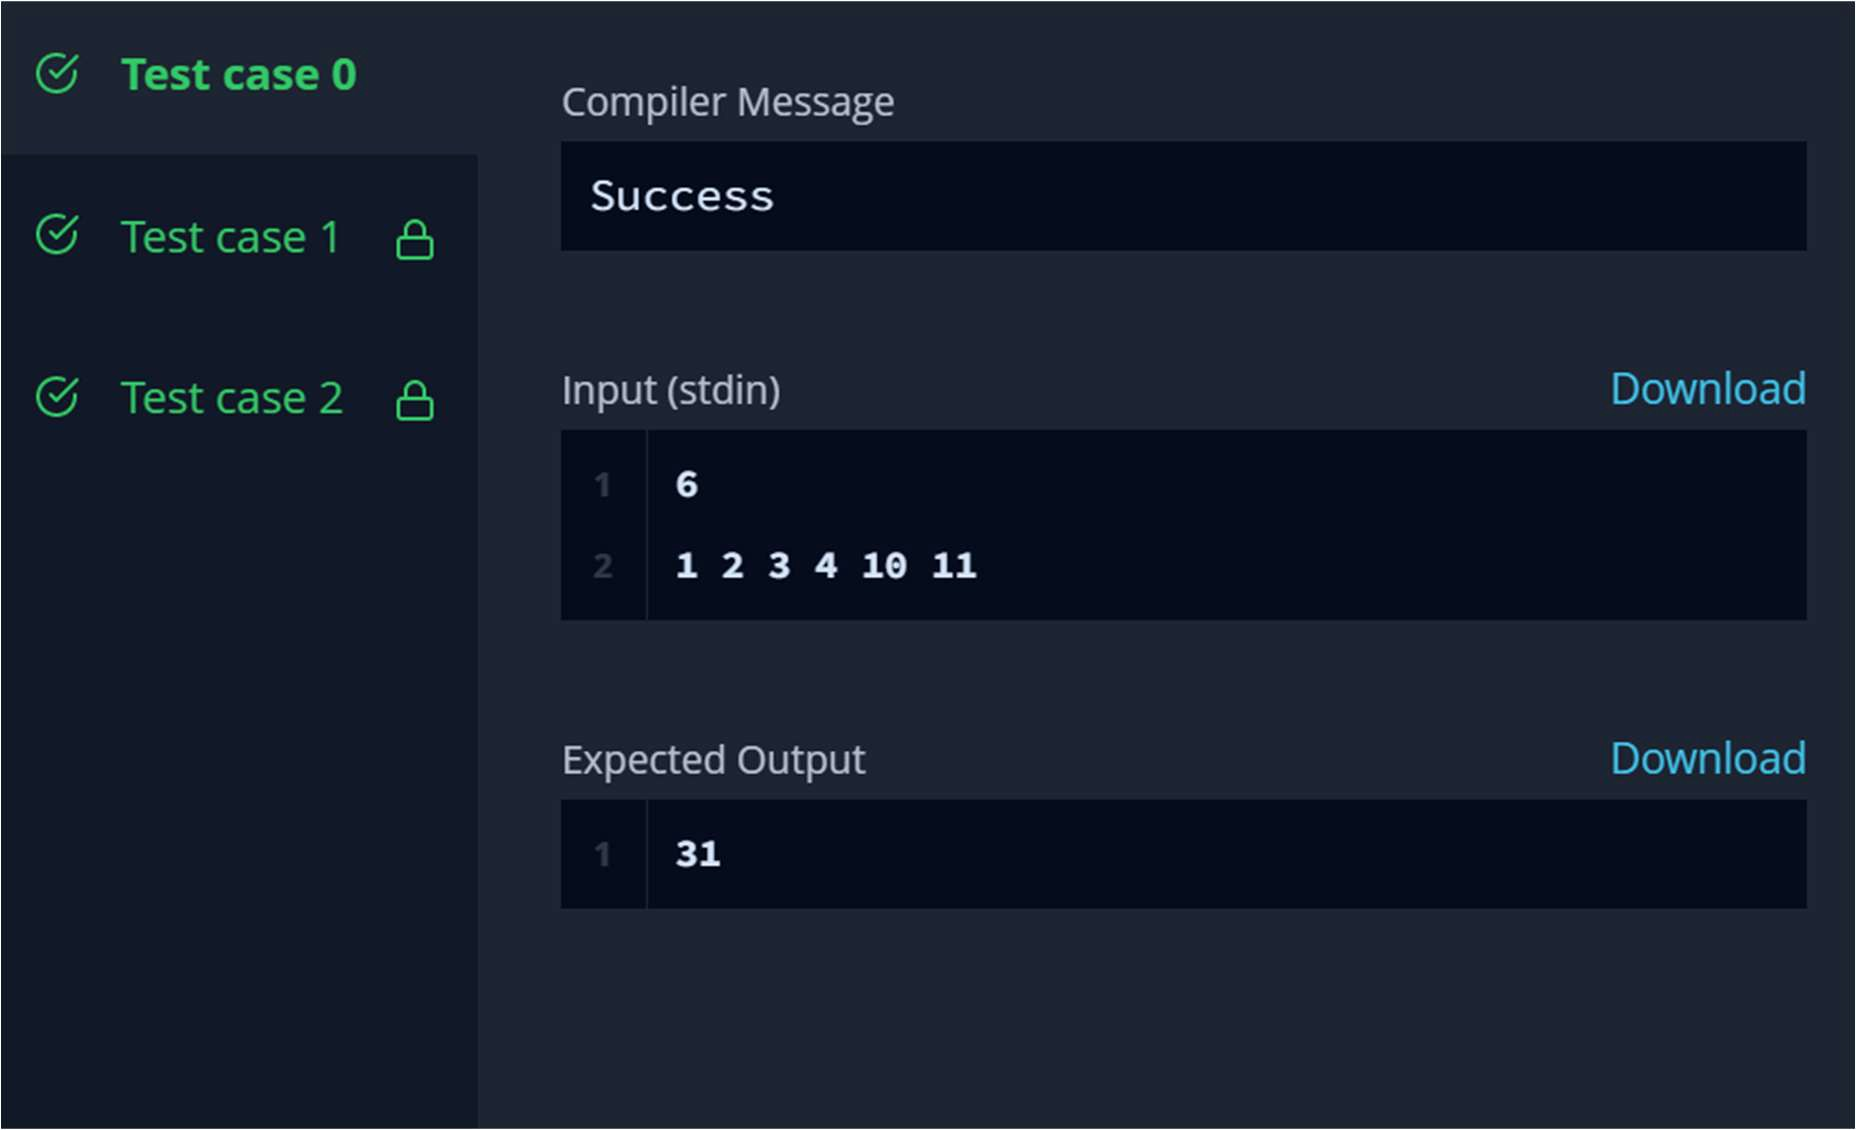 Test case 0
Test case 1
Test case 2
Compiler Message
Success
Input (stdin)
Download
1 6
2 1 2 3 4 10 11
Expected Output
Download
1 31